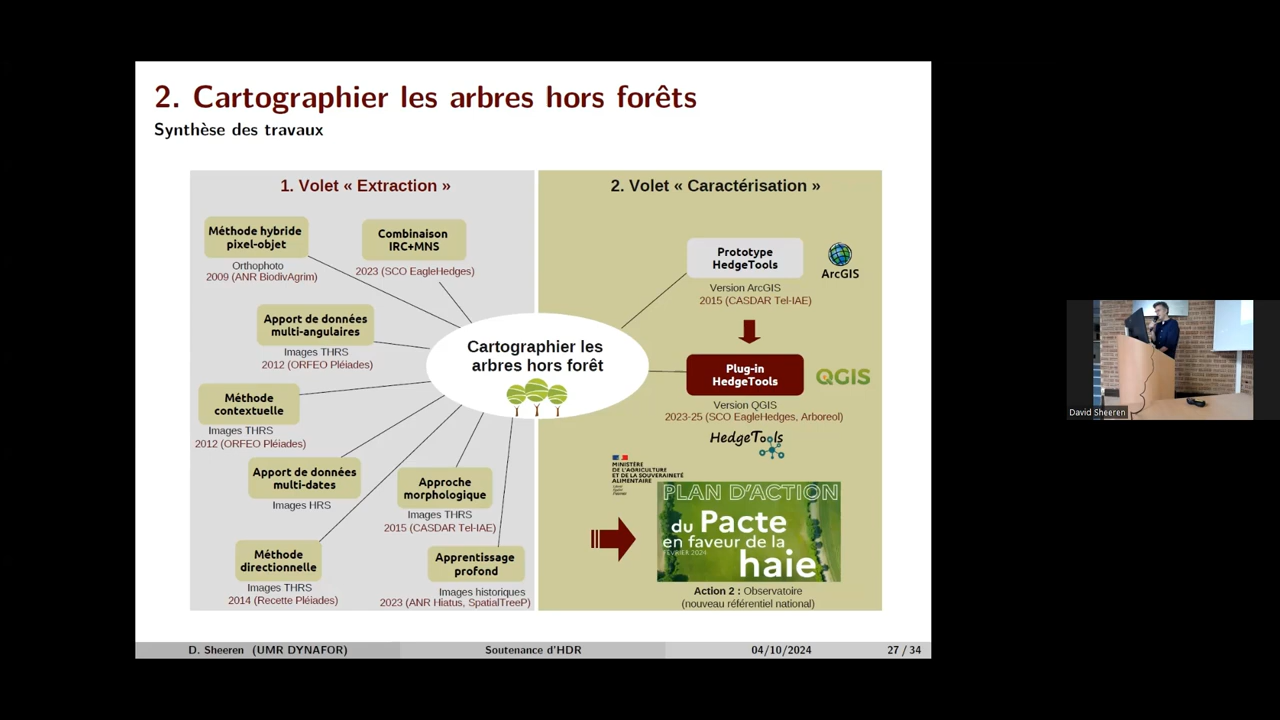 2. Cartographier les arbres hors forêts
Synthèse des travaux
1. Volet « Extraction »
Méthode hybride
pixel-objet
Orthophoto
2009 (ANR BiodivAgrim)
Combinaison
IRC+MNS
2023 (SCO EagleHedges)
Apport de données
multi-angulaires
Images THRS
2012 (ORFEO Pléiades)
Méthode
contextuelle
Images THRS
2012 (ORFEO Pléiades)
Apport de données
multi-dates
Images HRS
Approche
morphologique
Images THRS
2015 (CASDAR Tel-IAE)
Méthode
directionnelle
Images THRS
2014 (Recette Pléiades)
Apprentissage
profond
Images historiques
2023 (ANR Hiatus, SpatialTreeP)
Cartographier les
arbres hors forêt
2. Volet « Caractérisation »
Prototype
HedgeTools
ArcGIS
Version ArcGIS
2015 (CASDAR Tel-IAE)
Plug-in
HedgeTools
QGIS
Version QGIS
2023-25 (SCO EagleHedges, Arboreol)
HedgeTools
MINISTÈRE
DE L'AGRICULTURE
ET DE LA SOUVERAINETÉ
ALIMENTAIRE
PLAN D'ACTION
du Pacte
en faveur de la
FÉVRIER 2024
haie
Action 2 : Observatoire
(nouveau référentiel national)
D. Sheeren (UMR DYNAFOR)
Soutenance d'HDR
04/10/2024
27 / 34
David Sheeren